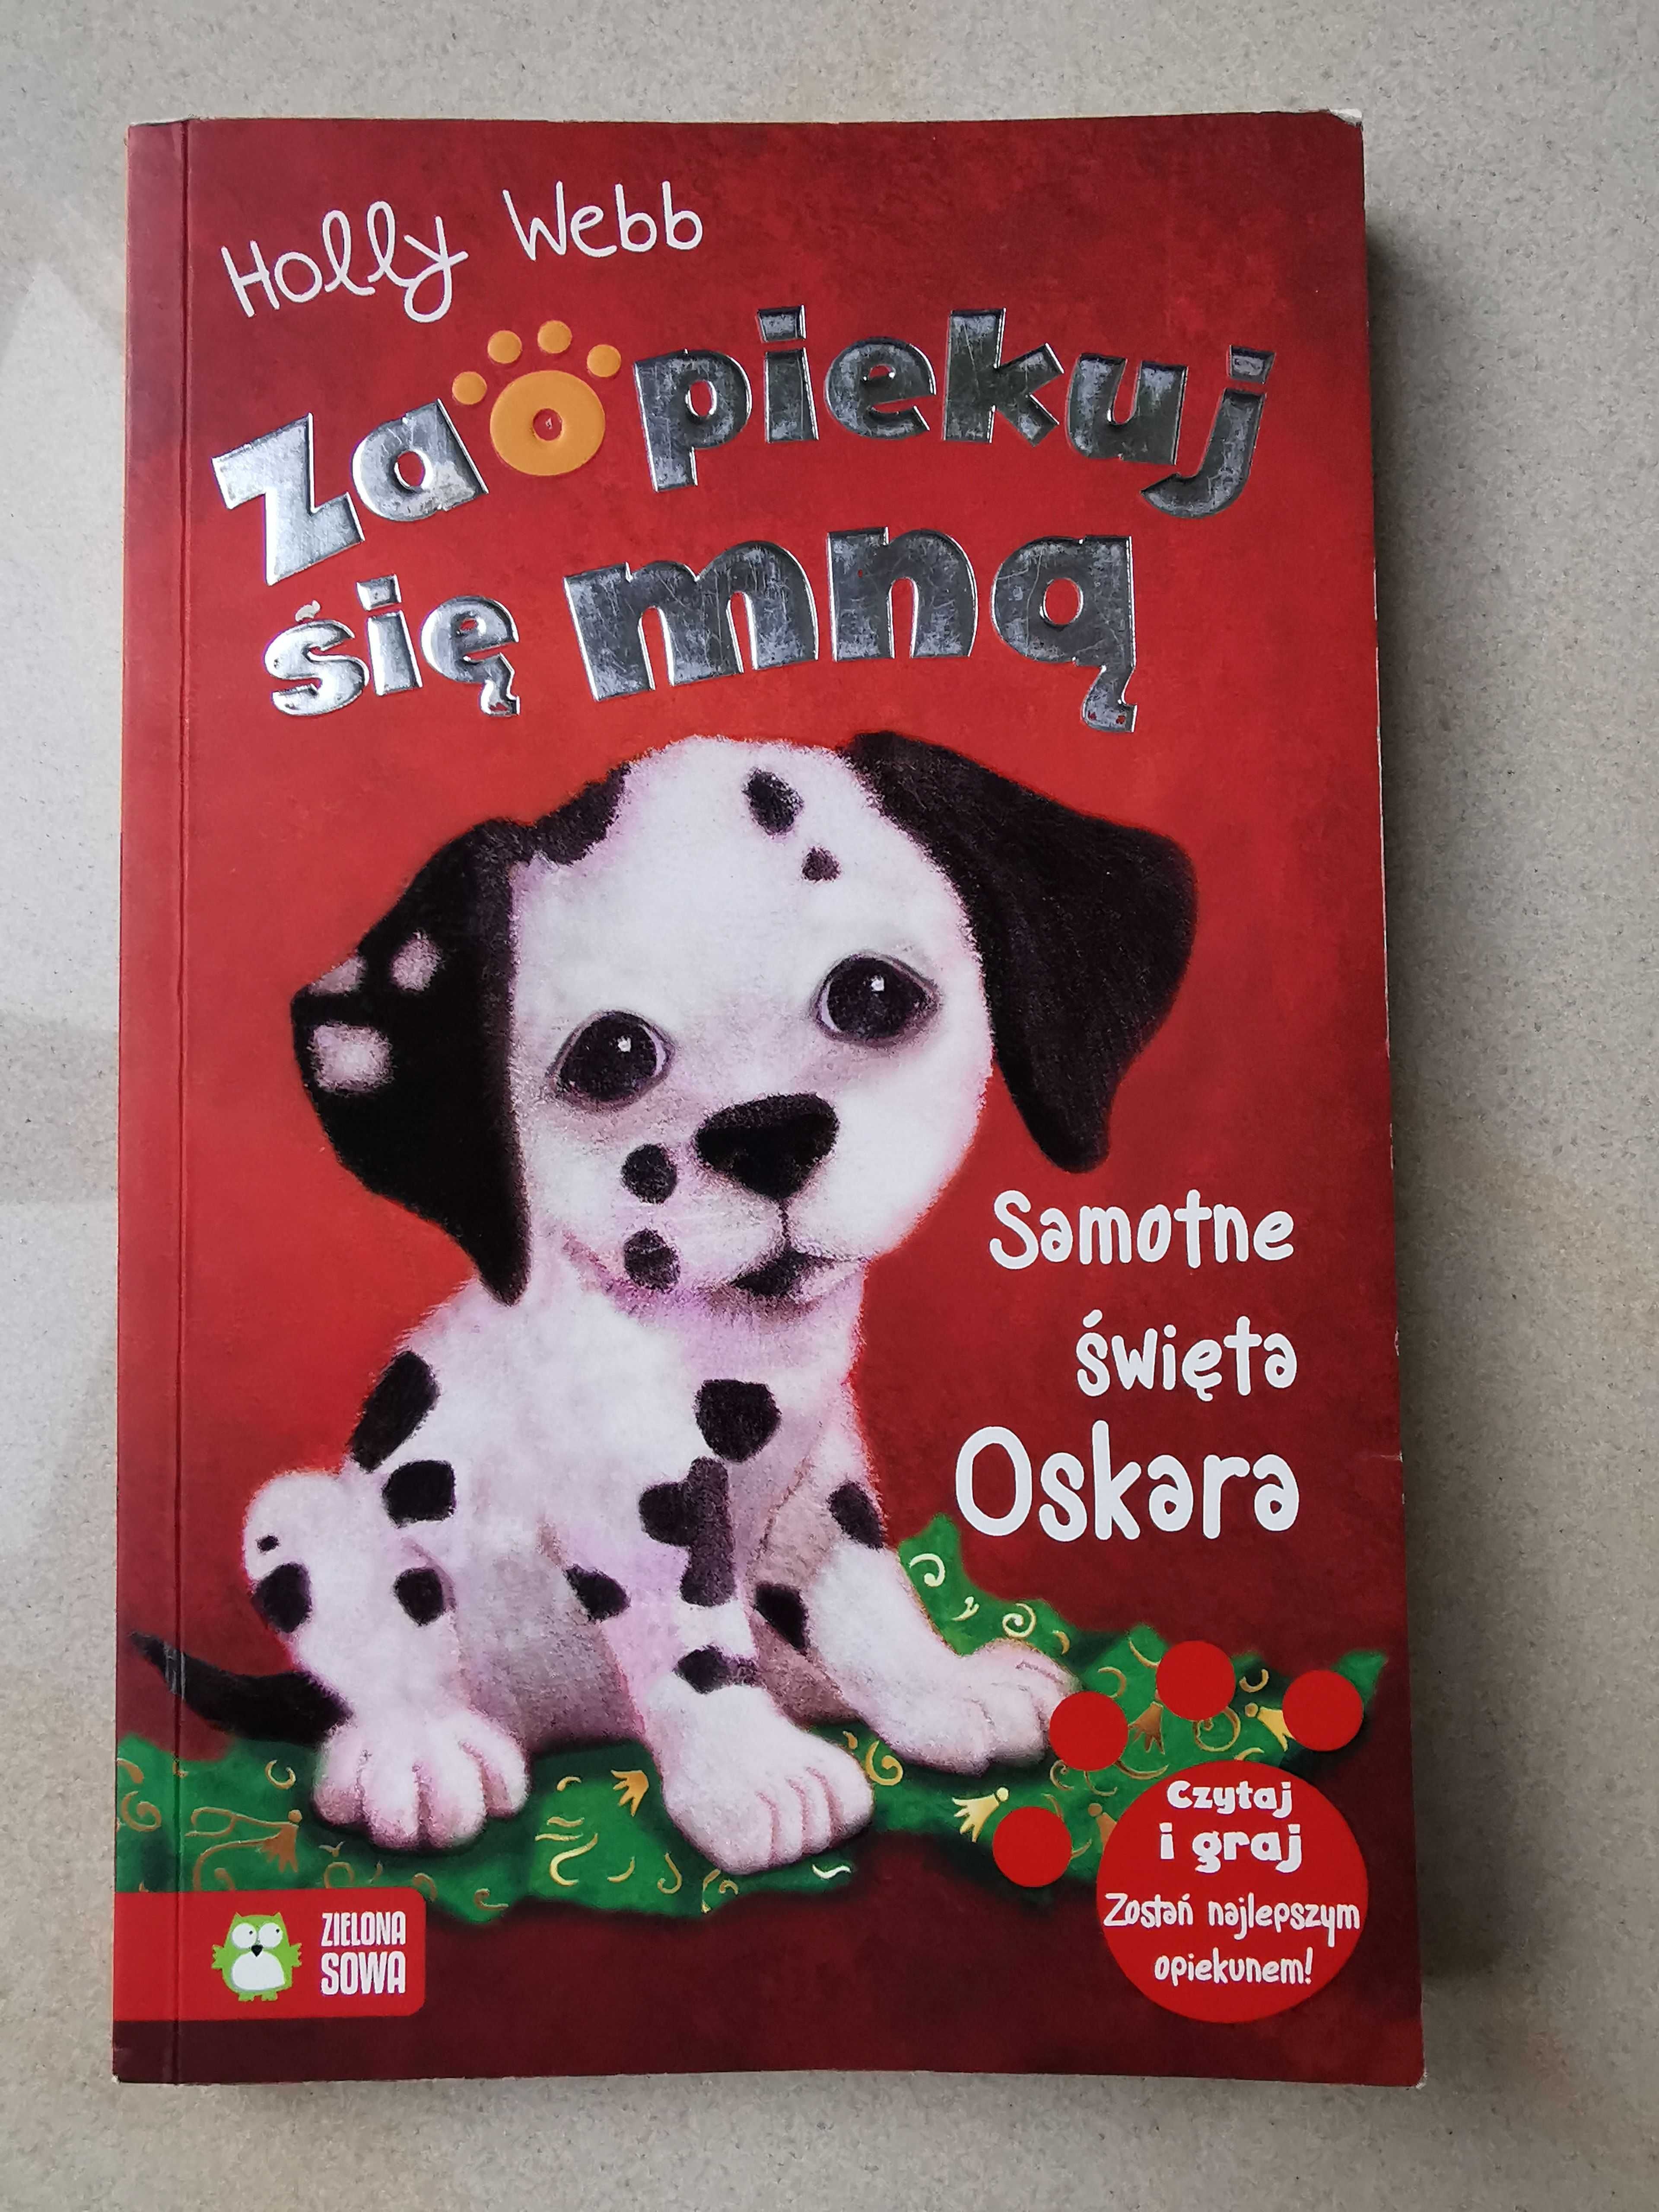 Holly Webb
Zaopiekuj
się mną
Samotne
święta
Oskara
Czytaj
i graj
Zostań najlepszym
opiekunem!
ZIELONA
SOWA